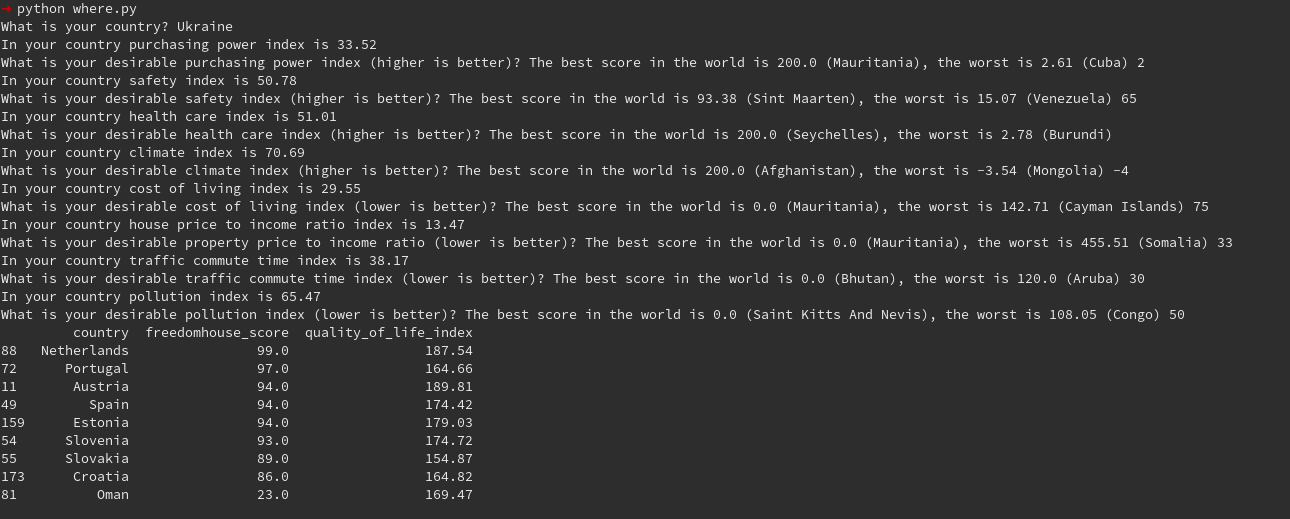 ➜ python where.py
What is your country? Ukraine
In your country purchasing power index is 33.52
What is your desirable purchasing power index (higher is better)? The best score in the world is 200.0 (Mauritania), the worst is 2.61 (Cuba) 2
In your country safety index is 50.78
What is your desirable safety index (higher is better)? The best score in the world is 93.38 (Sint Maarten), the worst is 15.07 (Venezuela) 65
In your country health care index is 51.01
What is your desirable health care index (higher is better)? The best score in the world is 200.0 (Seychelles), the worst is 2.78 (Burundi)
In your country climate index is 70.69
What is your desirable climate index (higher is better)? The best score in the world is 200.0 (Afghanistan), the worst is -3.54 (Mongolia) -4
In your country cost of living index is 29.55
What is your desirable cost of living index (lower is better)? The best score in the world is 0.0 (Mauritania), the worst is 142.71 (Cayman Islands) 75
In your country house price to income ratio index is 13.47
What is your desirable property price to income ratio (lower is better)? The best score in the world is 0.0 (Mauritania), the worst is 455.51 (Somalia) 33
In your country traffic commute time index is 38.17
What is your desirable traffic commute time index (lower is better)? The best score in the world is 0.0 (Bhutan), the worst is 120.0 (Aruba) 30
In your country pollution index is 65.47
What is your desirable pollution index (lower is better)? The best score in the world is 0.0 (Saint Kitts And Nevis), the worst is 108.05 (Congo) 50
         country  freedomhouse_score  quality_of_life_index
88   Netherlands                99.0                 187.54
72      Portugal                97.0                 164.66
11       Austria                94.0                 189.81
49         Spain                94.0                 174.42
159      Estonia                94.0                 179.03
54      Slovenia                93.0                 174.72
55      Slovakia                89.0                 154.87
173      Croatia                86.0                 164.82
81          Oman                23.0                 169.47